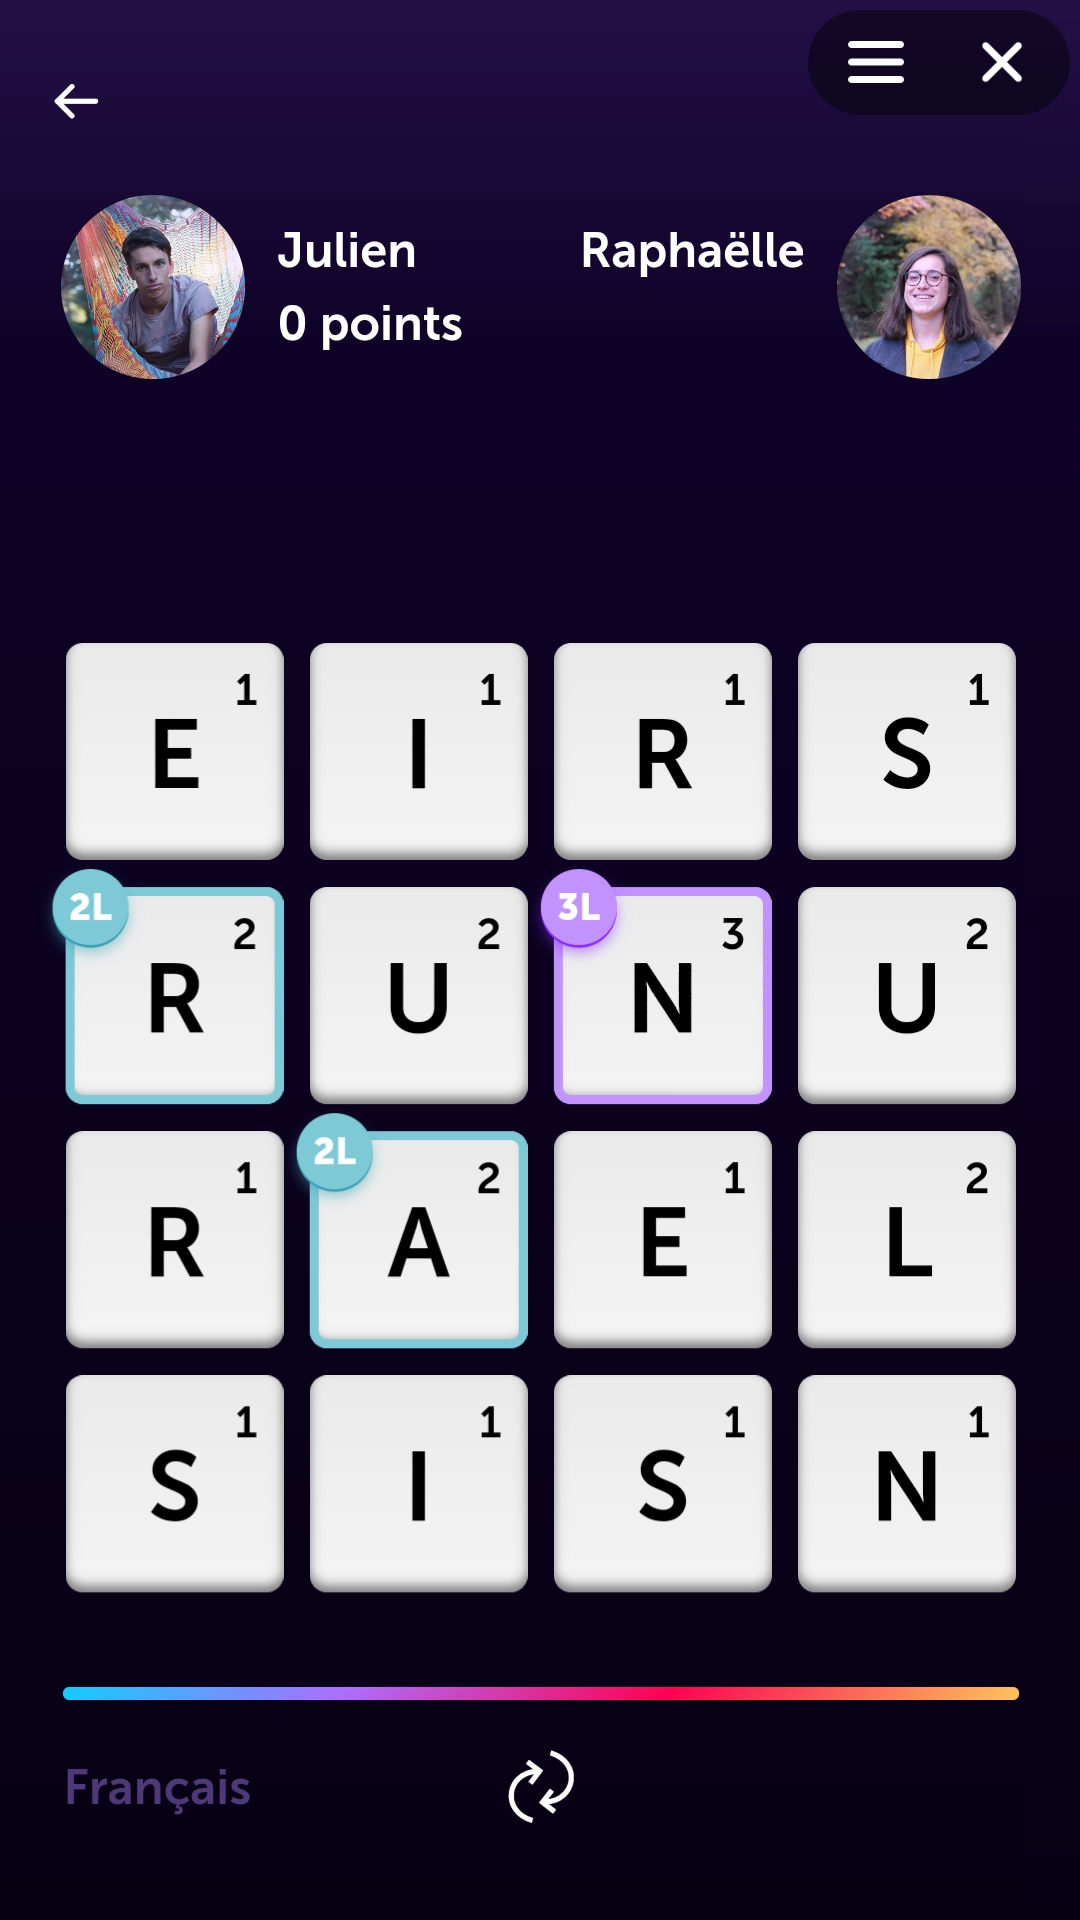 Julien Raphaëlle
0 points
1 1 1 1
E I R S
2L 3L
2 2 3 2
R U N U
2L
1 2 1 2
R A E L
1 1 1 1
S I S N
Français